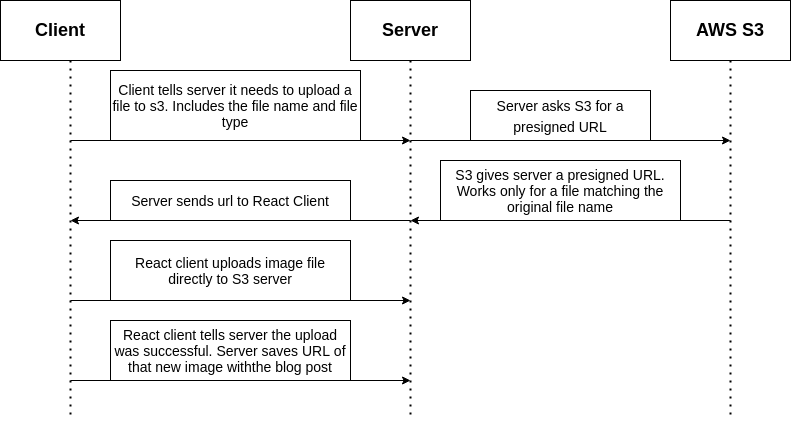 Client
Server
AWS S3
Client tells server it needs to upload a
file to s3. Includes the file name and file
type
Server asks S3 for a
presigned URL
S3 gives server a presigned URL.
Works only for a file matching the
original file name
Server sends url to React Client
React client uploads image file
directly to S3 server
React client tells server the upload
was successful. Server saves URL of
that new image withthe blog post